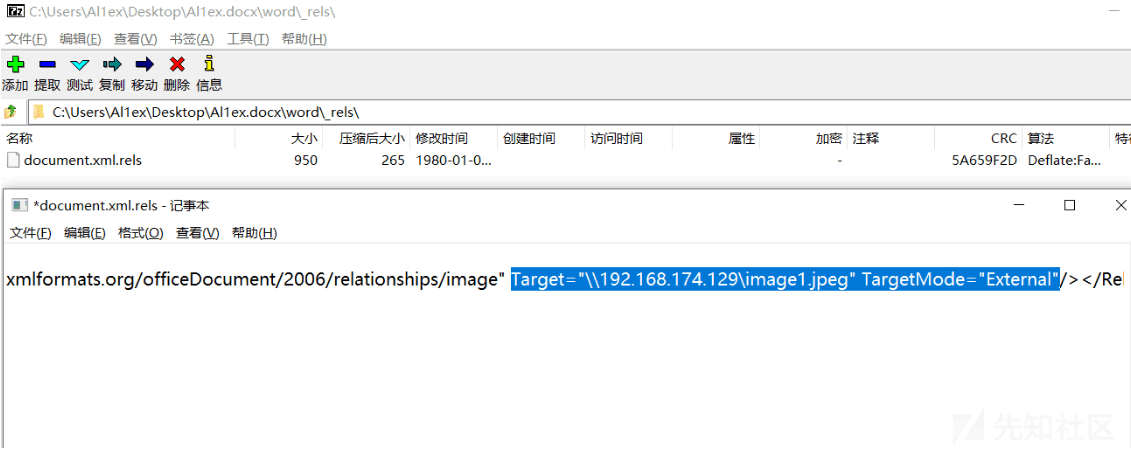 C:\Users\Al1ex\Desktop\Al1ex.docx\word\_rels\
文件(F) 编辑(E) 查看(V) 书签(A) 工具(T) 帮助(H)
添加 提取 测试 复制 移动 删除 信息
C:\Users\Al1ex\Desktop\Al1ex.docx\word\_rels\
名称 大小 压缩后大小 修改时间 创建时间 访问时间 属性 加密 注释 CRC 算法
document.xml.rels 950 265 1980-01-0... - 5A659F2D Deflate:Fa...
*document.xml.rels - 记事本
文件(F) 编辑(E) 格式(O) 查看(V) 帮助(H)
xmlformats.org/officeDocument/2006/relationships/image" Target="\\192.168.174.129\image1.jpeg" TargetMode="External"/></Rel
先知社区